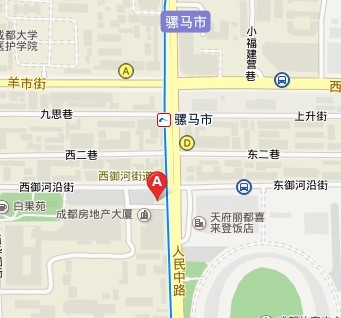 骡马市
成都大学
医护学院
小福建营巷
A
羊市街
西
九思巷
骡马市
上升街
西二巷
D
东二巷
西御河沿街
西御河街道
A
东御河沿街
白果苑
成都房地产大厦
天府丽都喜
来登饭店
人民中路